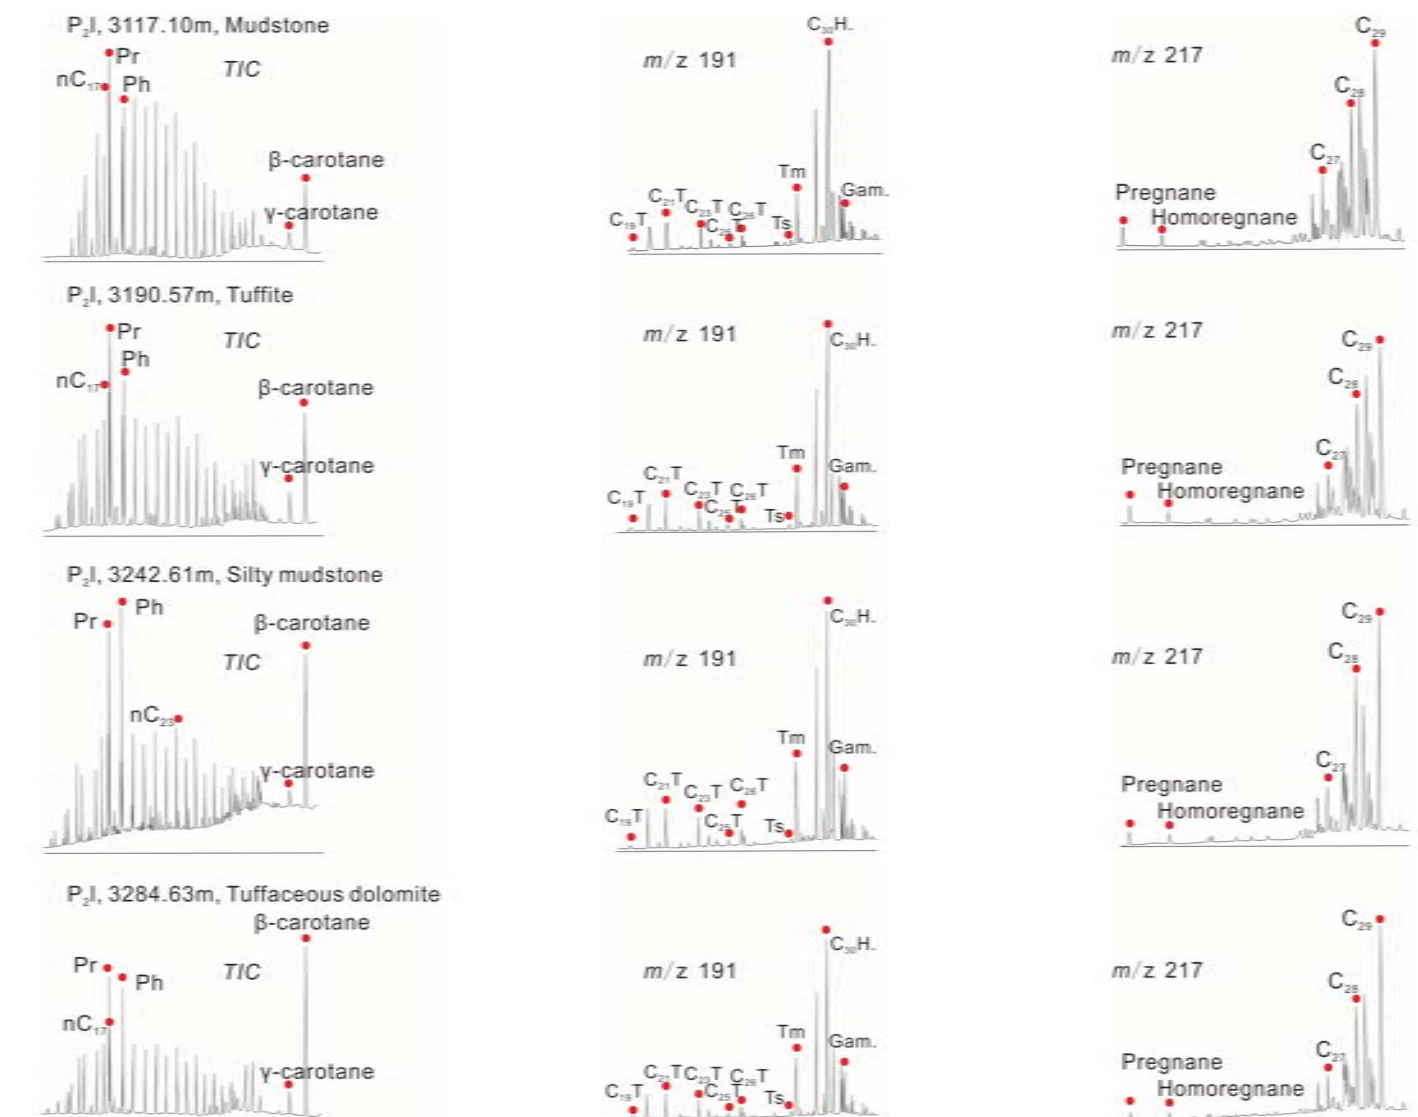 P₂l, 3117.10m, Mudstone
Pr
nC₁₇
Ph
TIC
β-carotane
γ-carotane
m/z 191
C₃₀H.
Tm
Gam.
C₂₁T
C₂₃T
C₂₆T
C₁₉T
C₂₅
Ts
m/z 217
C₂₉
C₂₈
C₂₇
Pregnane
Homoregnane
P₂l, 3190.57m, Tuffite
Pr
TIC
Ph
nC₁₇
β-carotane
γ-carotane
m/z 191
C₃₀H.
Tm
Gam.
C₂₁T
C₂₃T
C₂₆T
C₁₉T
C₂₅T
Ts
m/z 217
C₂₉
C₂₈
C₂₇
Pregnane
Homoregnane
P₂l, 3242.61m, Silty mudstone
Ph
Pr
β-carotane
TIC
nC₂₃
γ-carotane
m/z 191
C₃₀H.
Tm
Gam.
C₂₁T
C₂₃T
C₂₆T
C₁₉T
C₂₅T
Ts
m/z 217
C₂₉
C₂₈
C₂₇
Pregnane
Homoregnane
P₂l, 3284.63m, Tuffaceous dolomite
β-carotane
Pr
TIC
Ph
nC₁₇
γ-carotane
m/z 191
C₃₀H.
Tm
Gam.
C₂₁T
C₂₃T
C₂₆T
C₁₉T
C₂₅T
Ts
m/z 217
C₂₉
C₂₈
C₂₇
Pregnane
Homoregnane